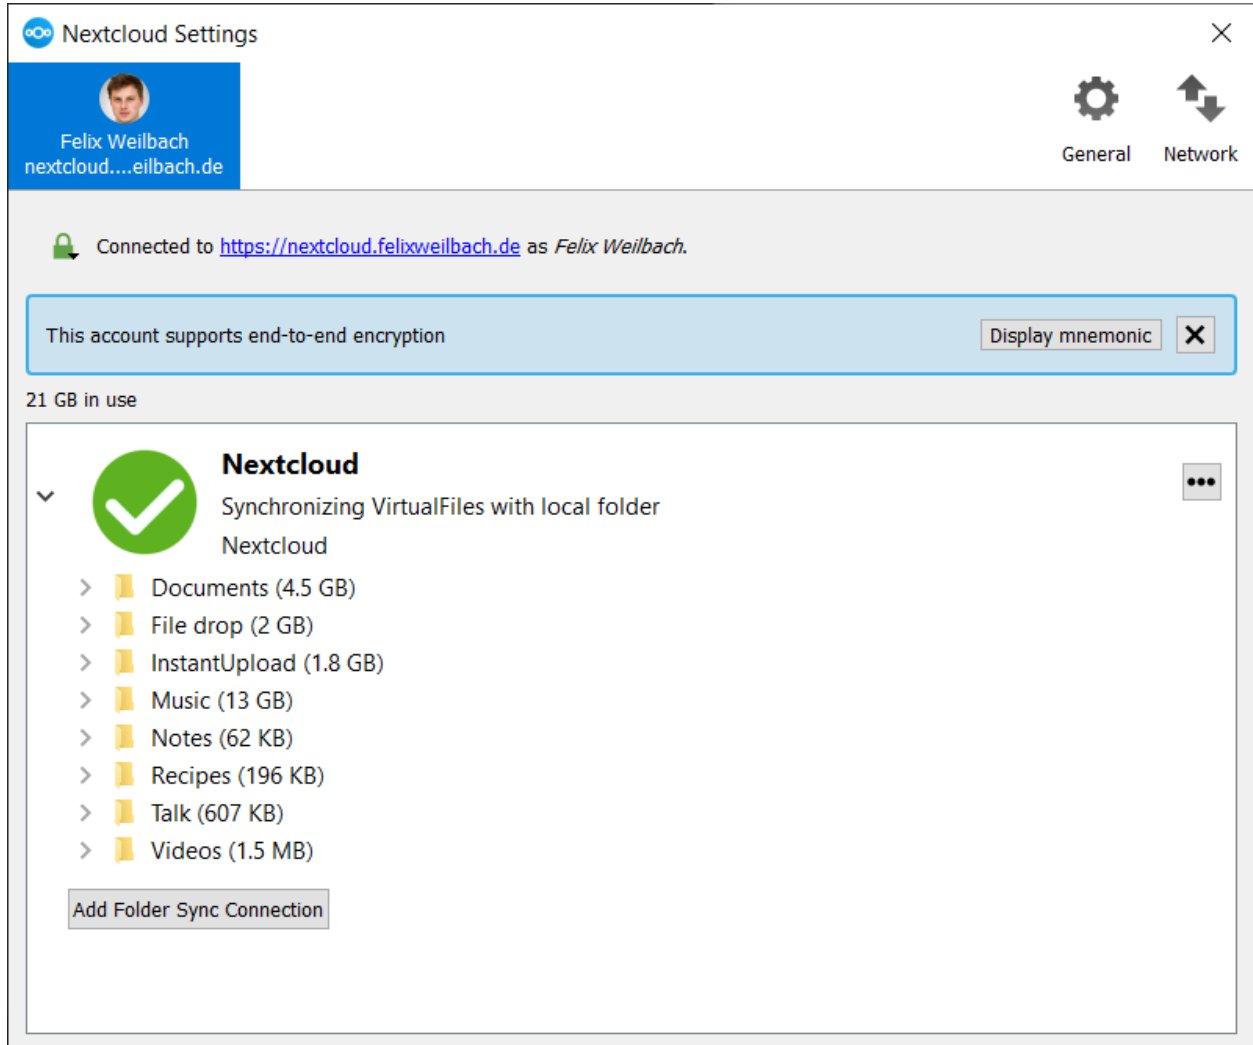 Nextcloud Settings
Felix Weilbach
nextcloud....eilbach.de
General
Network
Connected to https://nextcloud.felixweilbach.de as Felix Weilbach.
This account supports end-to-end encryption
Display mnemonic
21 GB in use
Nextcloud
Synchronizing VirtualFiles with local folder
Nextcloud
Documents (4.5 GB)
File drop (2 GB)
InstantUpload (1.8 GB)
Music (13 GB)
Notes (62 KB)
Recipes (196 KB)
Talk (607 KB)
Videos (1.5 MB)
Add Folder Sync Connection